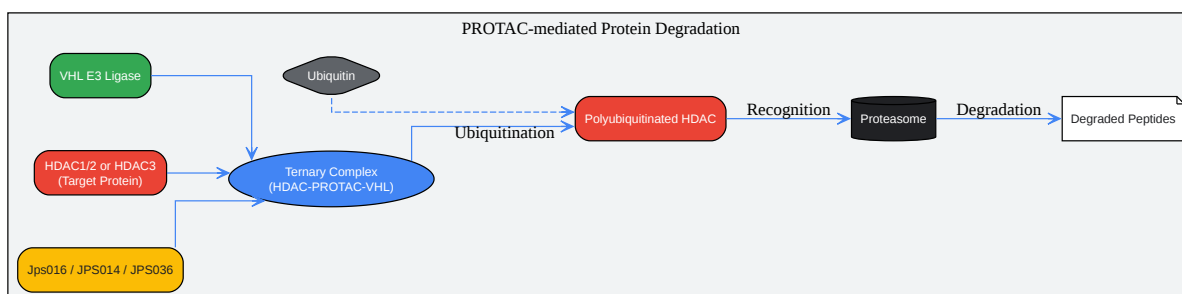 PROTAC-mediated Protein Degradation
VHL E3 Ligase
Ubiquitin
Polyubiquitinated HDAC
Recognition
Proteasome
Degradation
Degraded Peptides
Ubiquitination
HDAC1/2 or HDAC3
(Target Protein)
Ternary Complex
(HDAC-PROTAC-VHL)
Jps016 / JPS014 / JPS036